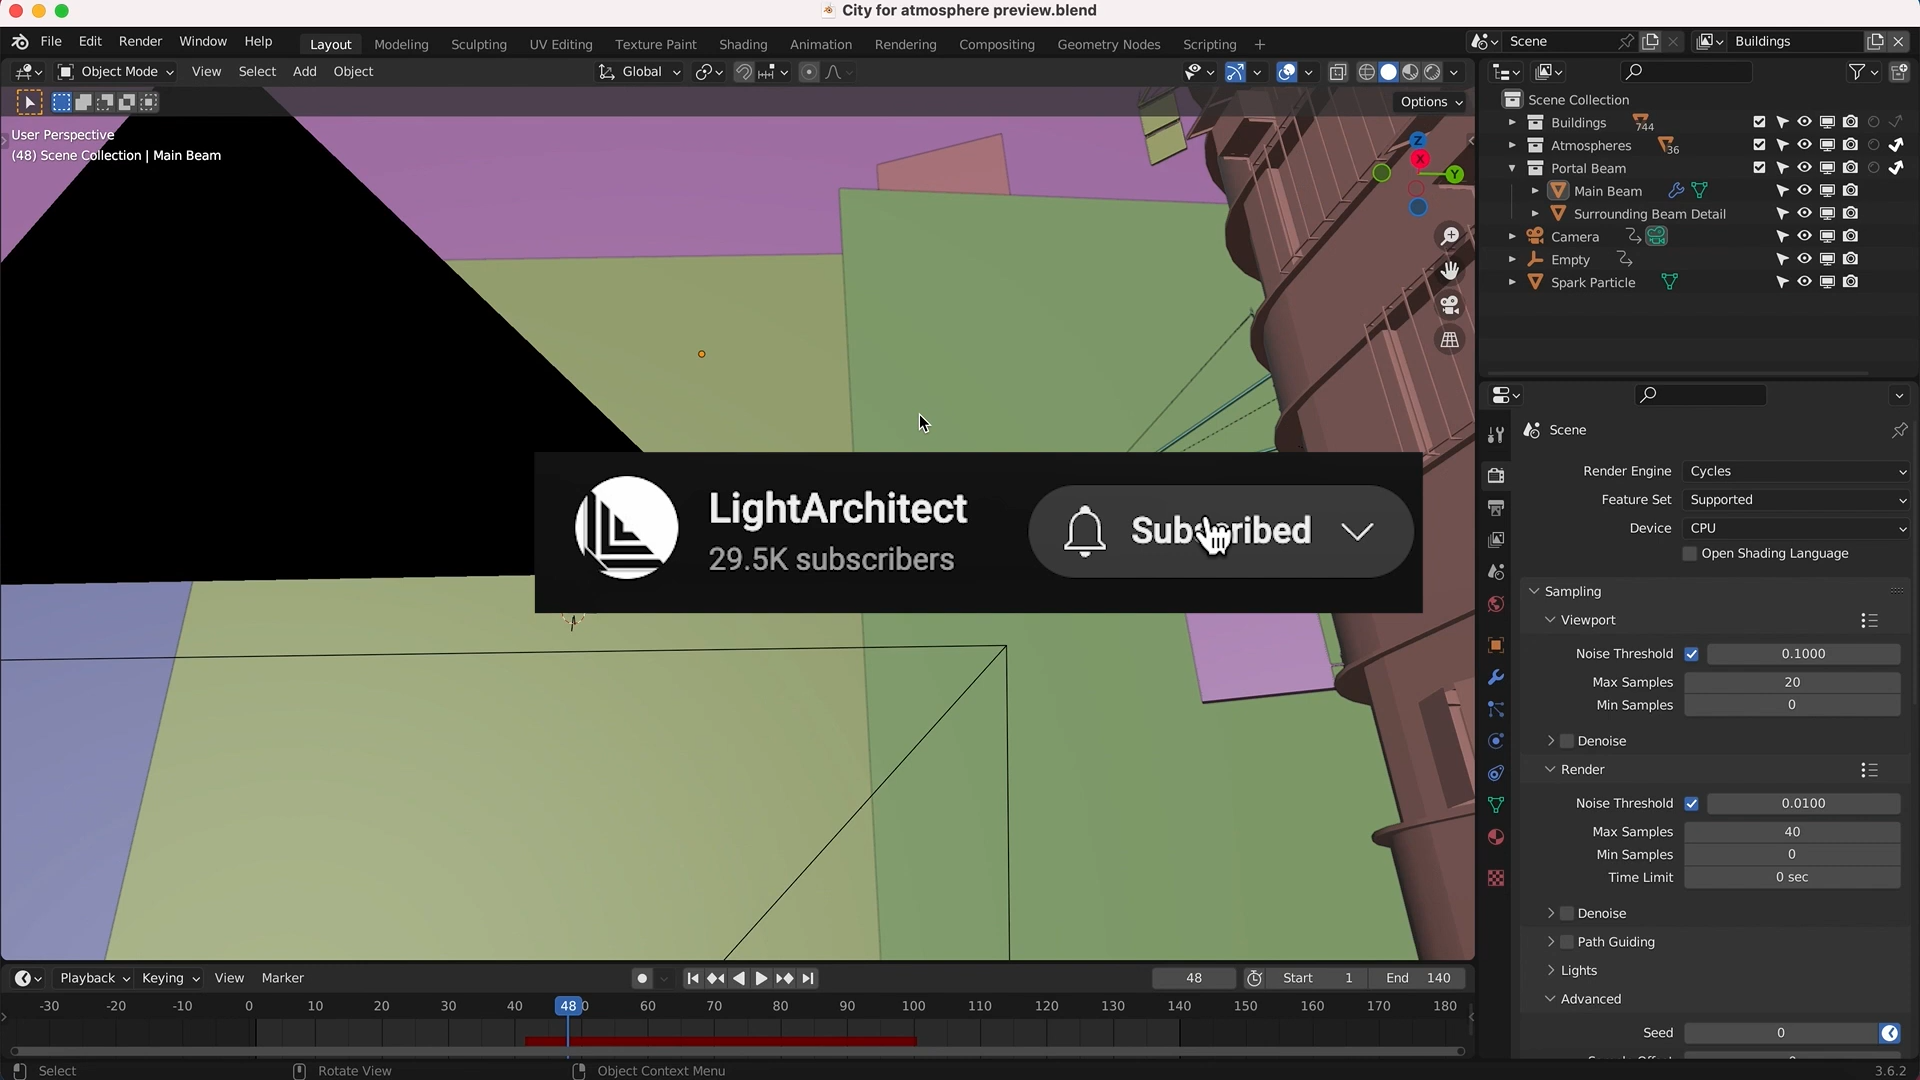 City for atmosphere preview.blend
File Edit Render Window Help Layout Modeling Sculpting UV Editing Texture Paint Shading Animation Rendering Compositing Geometry Nodes Scripting + Scene Buildings
Object Mode View Select Add Object Global
Options
User Perspective
(48) Scene Collection | Main Beam
Z
X
Y
Scene Collection
Buildings 744
Atmospheres 36
Portal Beam
Main Beam
Surrounding Beam Detail
Camera
Empty
Spark Particle
Scene
Render Engine Cycles
Feature Set Supported
Device CPU
Open Shading Language
Sampling
Viewport
Noise Threshold 0.1000
Max Samples 20
Min Samples 0
Denoise
Render
Noise Threshold 0.0100
Max Samples 40
Min Samples 0
Time Limit 0 sec
Denoise
Path Guiding
Lights
Advanced
Seed 0
LightArchitect
29.5K subscribers
Subscribed
Playback Keying View Marker 48 Start 1 End 140
-30 -20 -10 0 10 20 30 40 48 60 70 80 90 100 110 120 130 140 150 160 170 180
Select Rotate View Object Context Menu 3.6.2